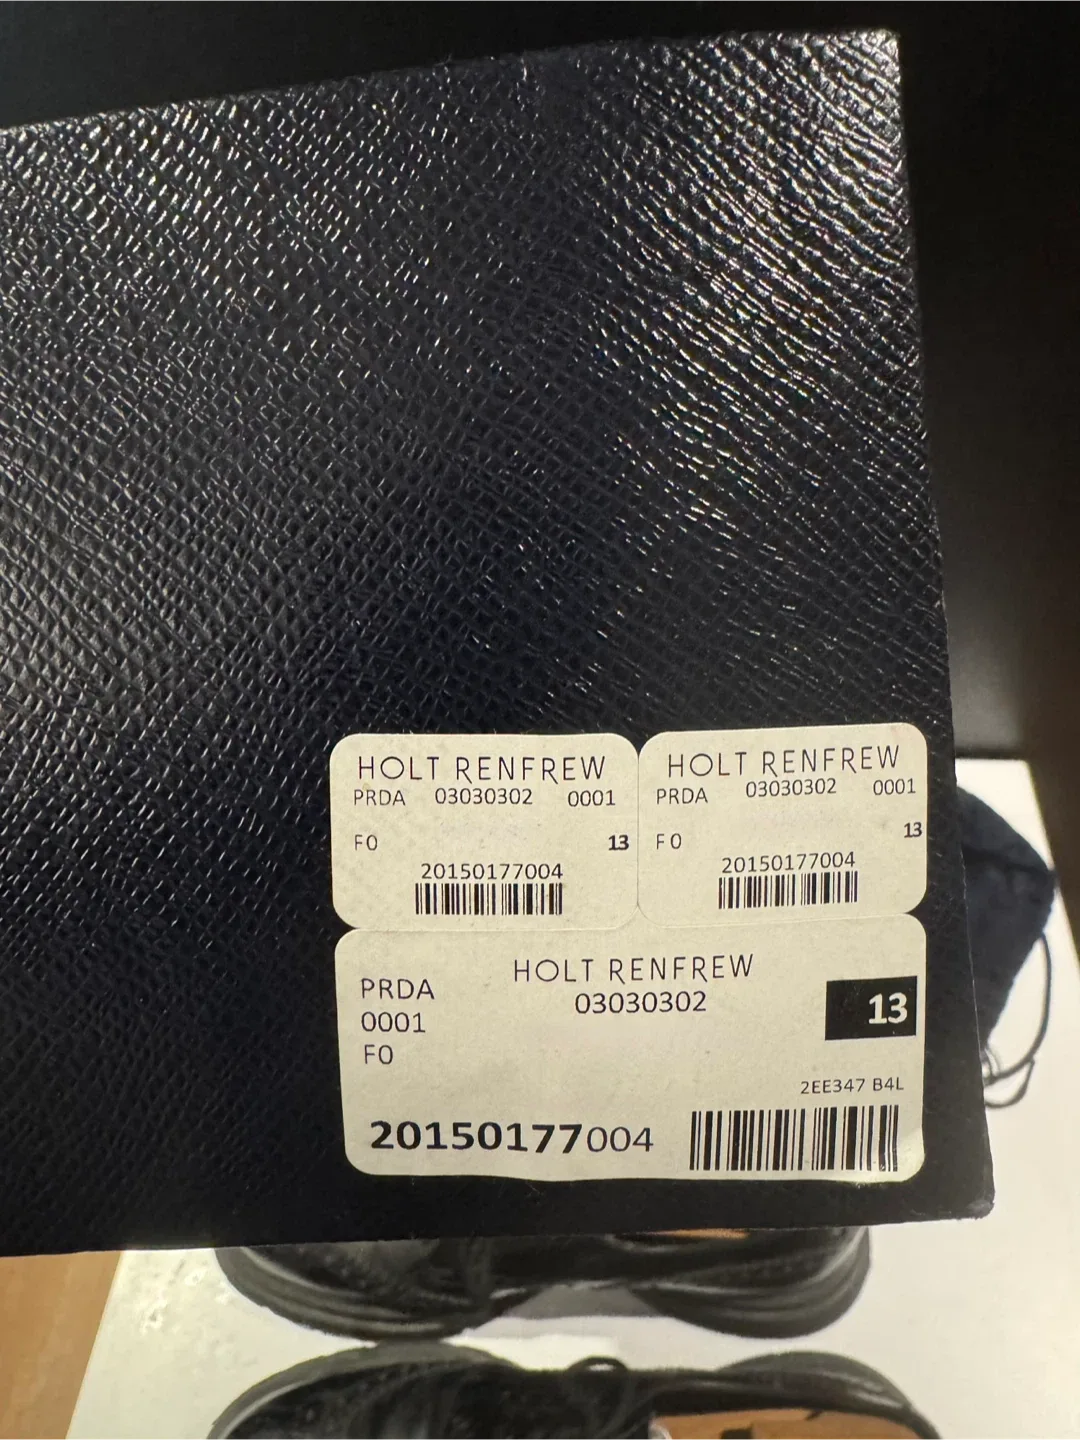 HOLT RENFREW
PRDA 03030302 0001
F0 13
20150177004
HOLT RENFREW
PRDA 03030302 0001
F0 13
20150177004
HOLT RENFREW
PRDA 03030302
0001 13
F0
2EE347 B4L
20150177004